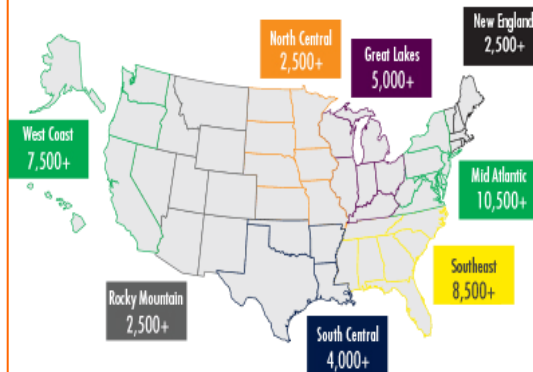 New England
2,500+
North Central
2,500+
Great Lakes
5,000+
West Coast
7,500+
Mid Atlantic
10,500+
Southeast
8,500+
Rocky Mountain
2,500+
South Central
4,000+